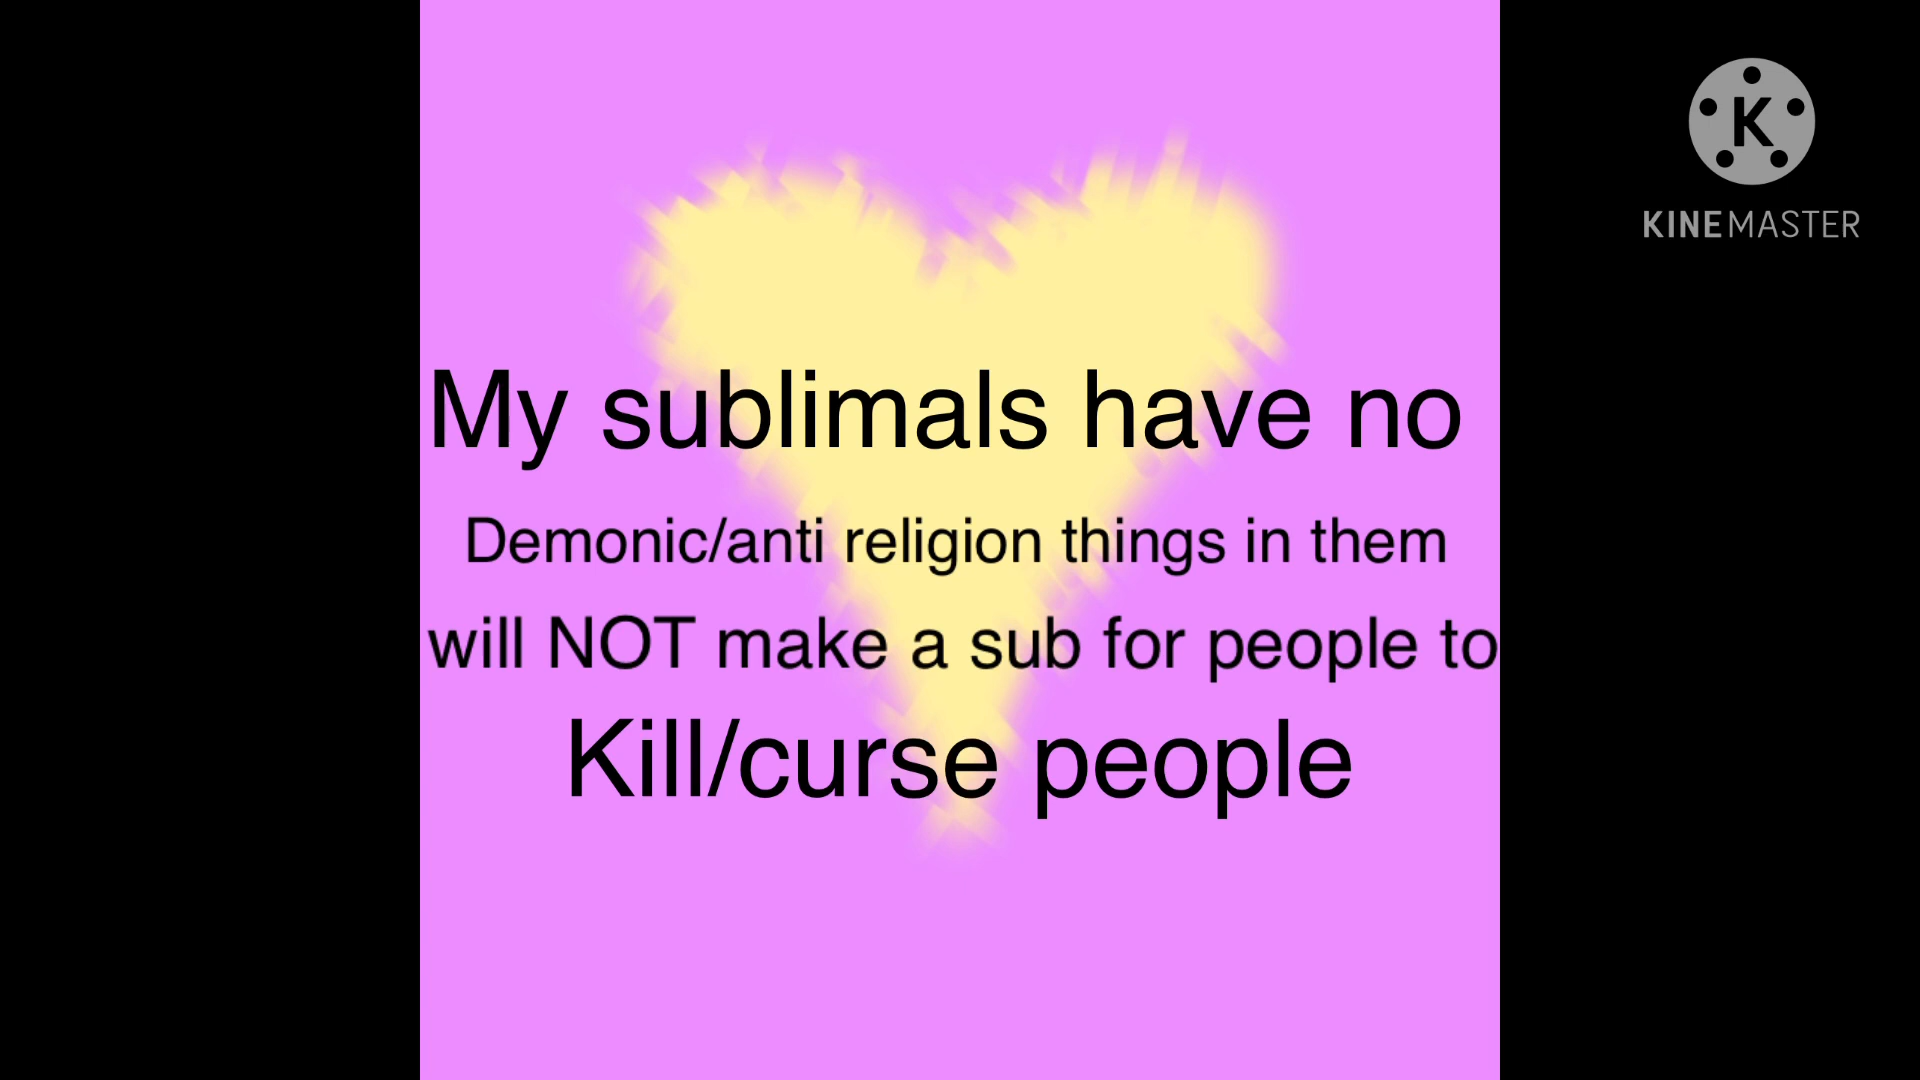 K
KINEMASTER
My sublimals have no
Demonic/anti religion things in them
will NOT make a sub for people to
Kill/curse people